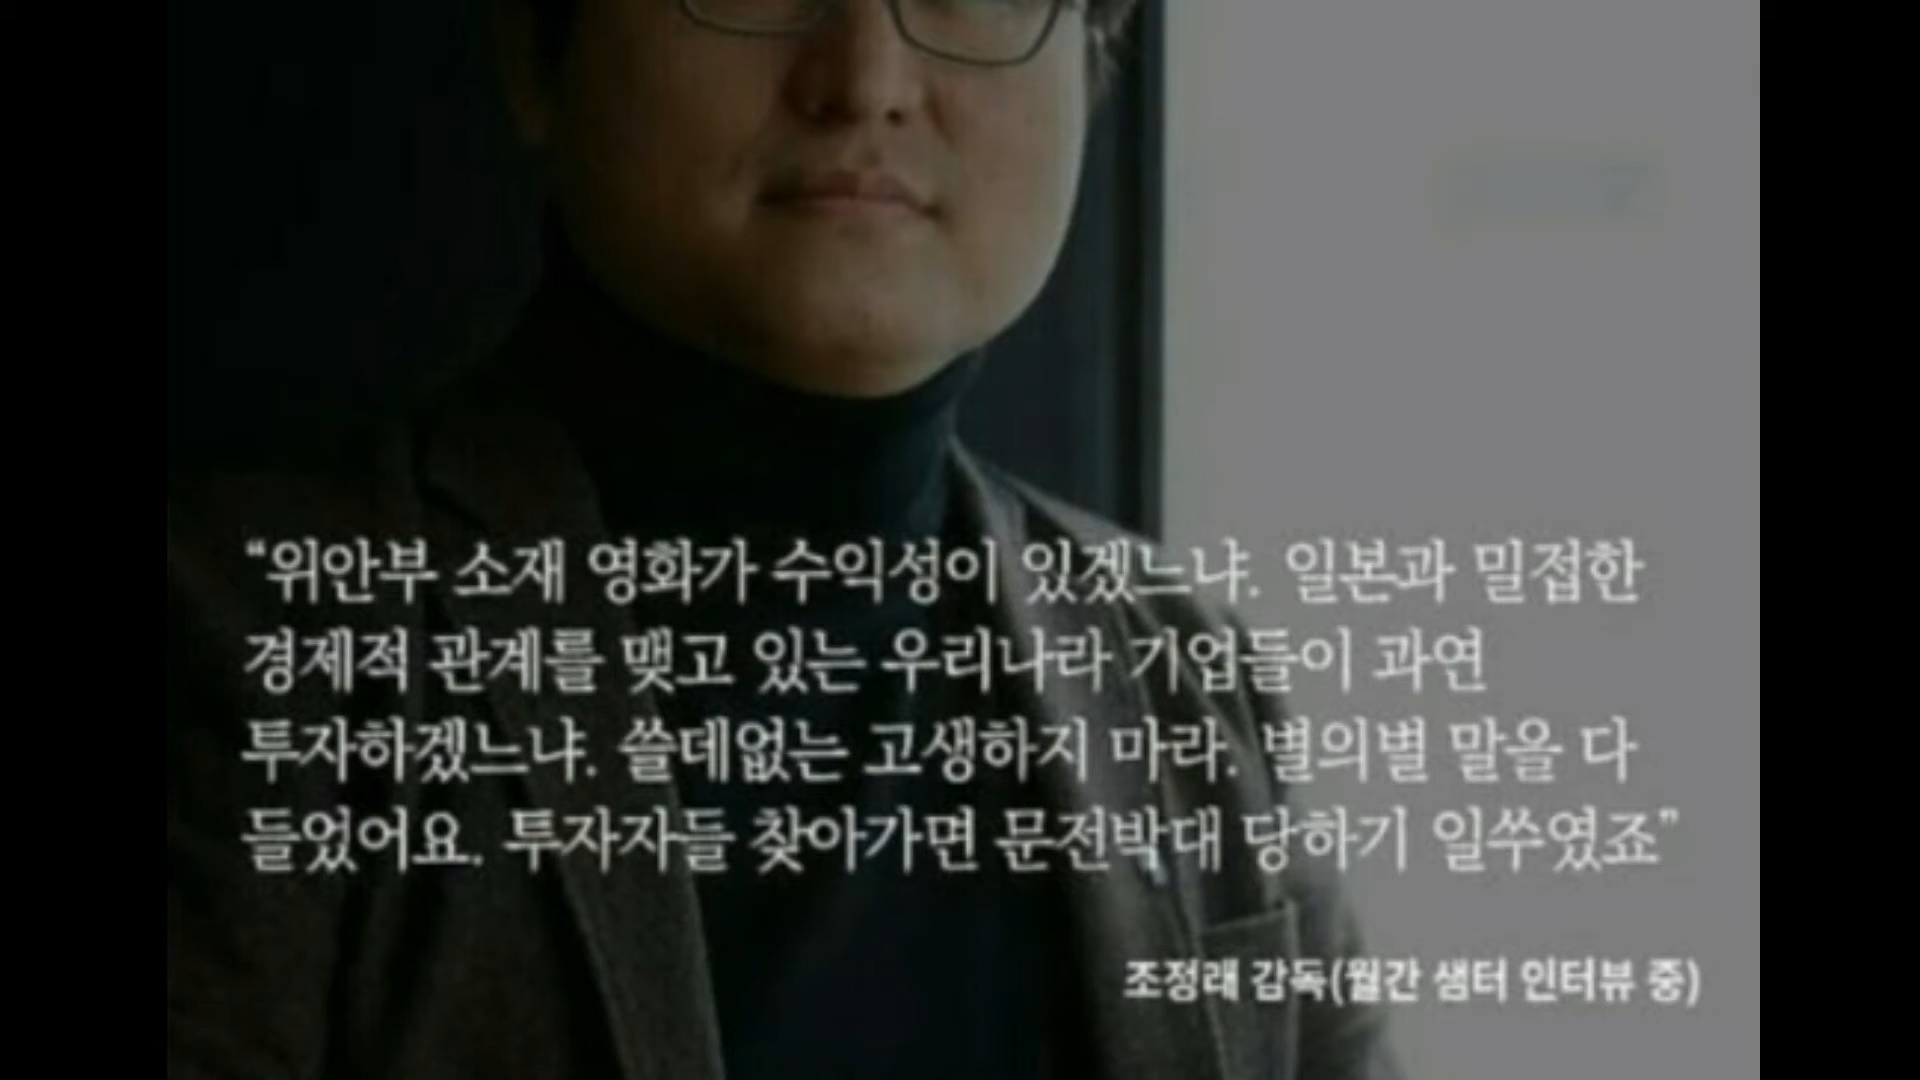 “위안부 소재 영화가 수익성이 있겠느냐. 일본과 밀접한
경제적 관계를 맺고 있는 우리나라 기업들이 과연
투자하겠느냐. 쓸데없는 고생하지 마라. 별의별 말을 다
들었어요. 투자자들 찾아가면 문전박대 당하기 일쑤였죠”
조정래 감독(월간 샘터 인터뷰 중)